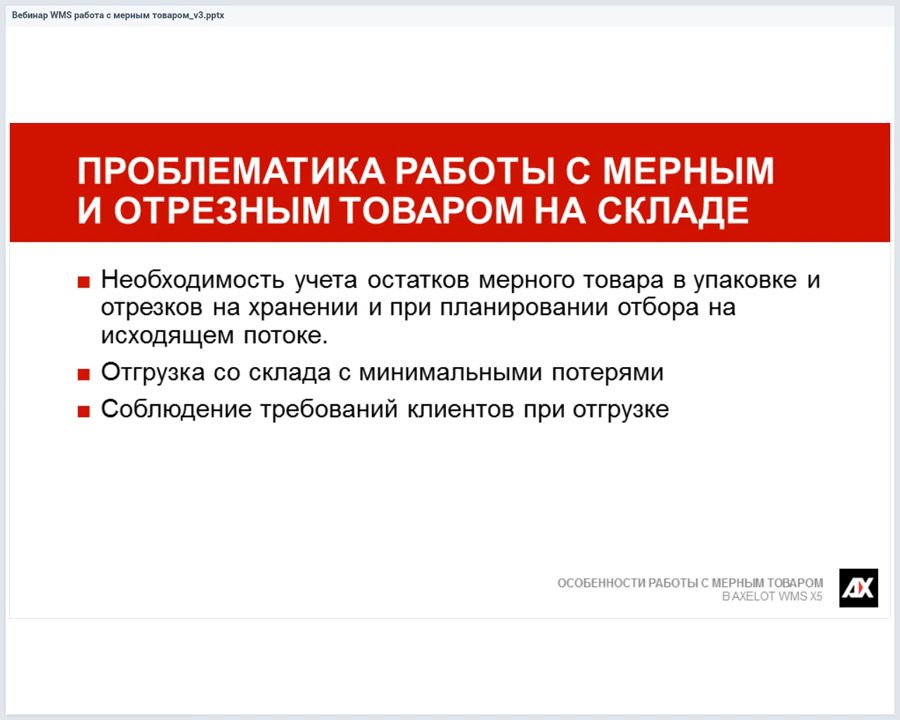 Вебинар WMS работа с мерным товаром_v3.pptx
ПРОБЛЕМАТИКА РАБОТЫ С МЕРНЫМ
И ОТРЕЗНЫМ ТОВАРОМ НА СКЛАДЕ
Необходимость учета остатков мерного товара в упаковке и
отрезков на хранении и при планировании отбора на
исходящем потоке.
Отгрузка со склада с минимальными потерями
Соблюдение требований клиентов при отгрузке
ОСОБЕННОСТИ РАБОТЫ С МЕРНЫМ ТОВАРОМ
В AXELOT WMS X5
AX